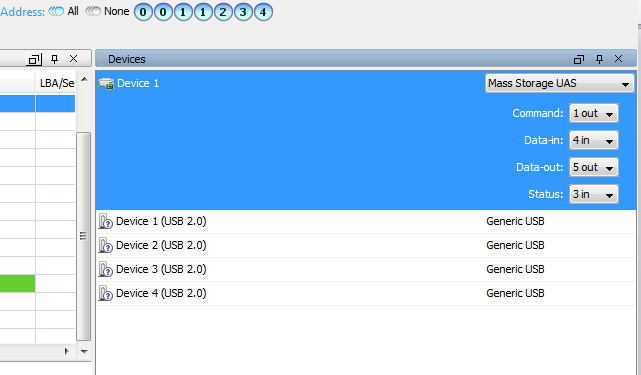 Address: All None 0 0 1 1 2 3 4
Devices
LBA/Se
Device 1 Mass Storage UAS
Command: 1 out
Data-in: 4 in
Data-out: 5 out
Status: 3 in
Device 1 (USB 2.0) Generic USB
Device 2 (USB 2.0) Generic USB
Device 3 (USB 2.0) Generic USB
Device 4 (USB 2.0) Generic USB